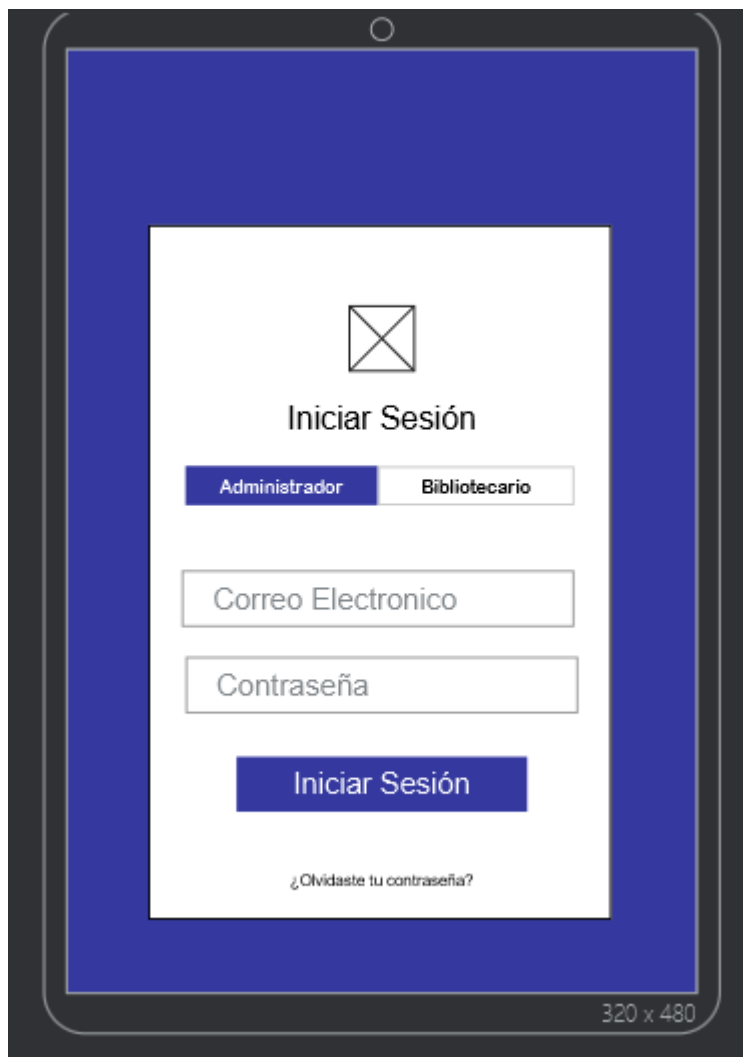 Iniciar Sesión
Administrador Bibliotecario
Correo Electronico
Contraseña
Iniciar Sesión
¿Olvidaste tu contraseña?
320 x 480